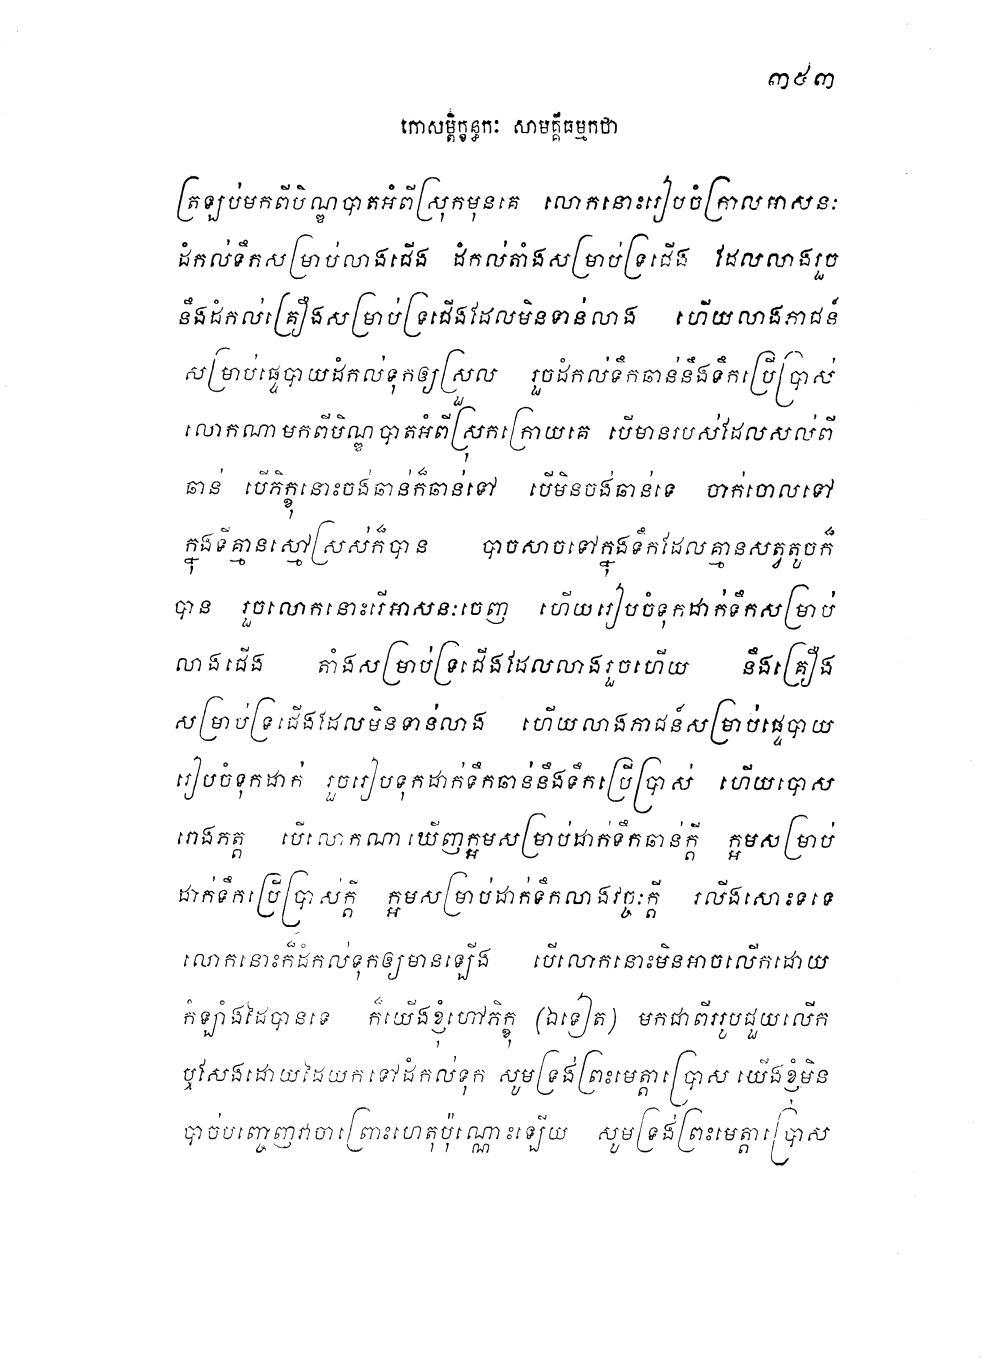 ៣៩៣
កោសម្ពិក្ខន្ធកៈ សាមគ្គីធម្មកថា
ត្រឡប់មកពីបិណ្ឌបាតអំពីស្រុកមុនគេ លោកនោះរៀបចំក្រាលអាសនៈ
ដំកល់ទឹកសម្រាប់លាងជើង ដំកល់តាំងសម្រាប់ទ្រជើង ដែលលាងរួច
នឹងដំកល់គ្រឿងសម្រាប់ទ្រជើងដែលមិនទាន់លាង ហើយលាងភាជន៍
សម្រាប់ផ្ទេបាយដំកល់ទុកឲ្យស្រួល រួចដំកល់ទឹកឆាន់នឹងទឹកប្រើប្រាស់
លោកណាមកពីបិណ្ឌបាតអំពីស្រុកក្រោយគេ បើមានរបស់ដែលសល់ពី
ឆាន់ បើភិក្ខុនោះចង់ឆាន់ក៏ឆាន់ទៅ បើមិនចង់ឆាន់ទេ ចាក់ចោលទៅ
ក្នុងទីគ្មានស្មៅស្រស់ក៏បាន បាចសាចទៅក្នុងទឹកដែលគ្មានសត្វតូចក៏
បាន រួចលោកនោះរើអាសនៈចេញ ហើយរៀបចំទុកដាក់ទឹកសម្រាប់
លាងជើង តាំងសម្រាប់ទ្រជើងដែលលាងរួចហើយ នឹងគ្រឿង
សម្រាប់ទ្រជើងដែលមិនទាន់លាង ហើយលាងភាជន៍សម្រាប់ផ្ទេបាយ
រៀបចំទុកដាក់ រួចរៀបទុកដាក់ទឹកឆាន់នឹងទឹកប្រើប្រាស់ ហើយបោស
រោងភត្ត បើលោកណាឃើញក្អមសម្រាប់ដាក់ទឹកឆាន់ក្តី ក្អមសម្រាប់
ដាក់ទឹកប្រើប្រាស់ក្តី ក្អមសម្រាប់ដាក់ទឹកលាងវច្ចៈក្តី រលីងសោះទទេ
លោកនោះក៏ដំកល់ទុកឲ្យមានឡើង បើលោកនោះមិនអាចលើកដោយ
កំឡាំងដៃបានទេ ក៏យើងខ្ញុំហៅភិក្ខុ (ឯទៀត) មកជាពីររូបជួយលើក
ឬសែងដោយដៃយកទៅដំកល់ទុក សូមទ្រង់ព្រះមេត្តាប្រោស យើងខ្ញុំមិន
បាច់បញ្ចេញវាចាព្រោះហេតុប៉ុណ្ណោះឡើយ សូមទ្រង់ព្រះមេត្តាប្រោស